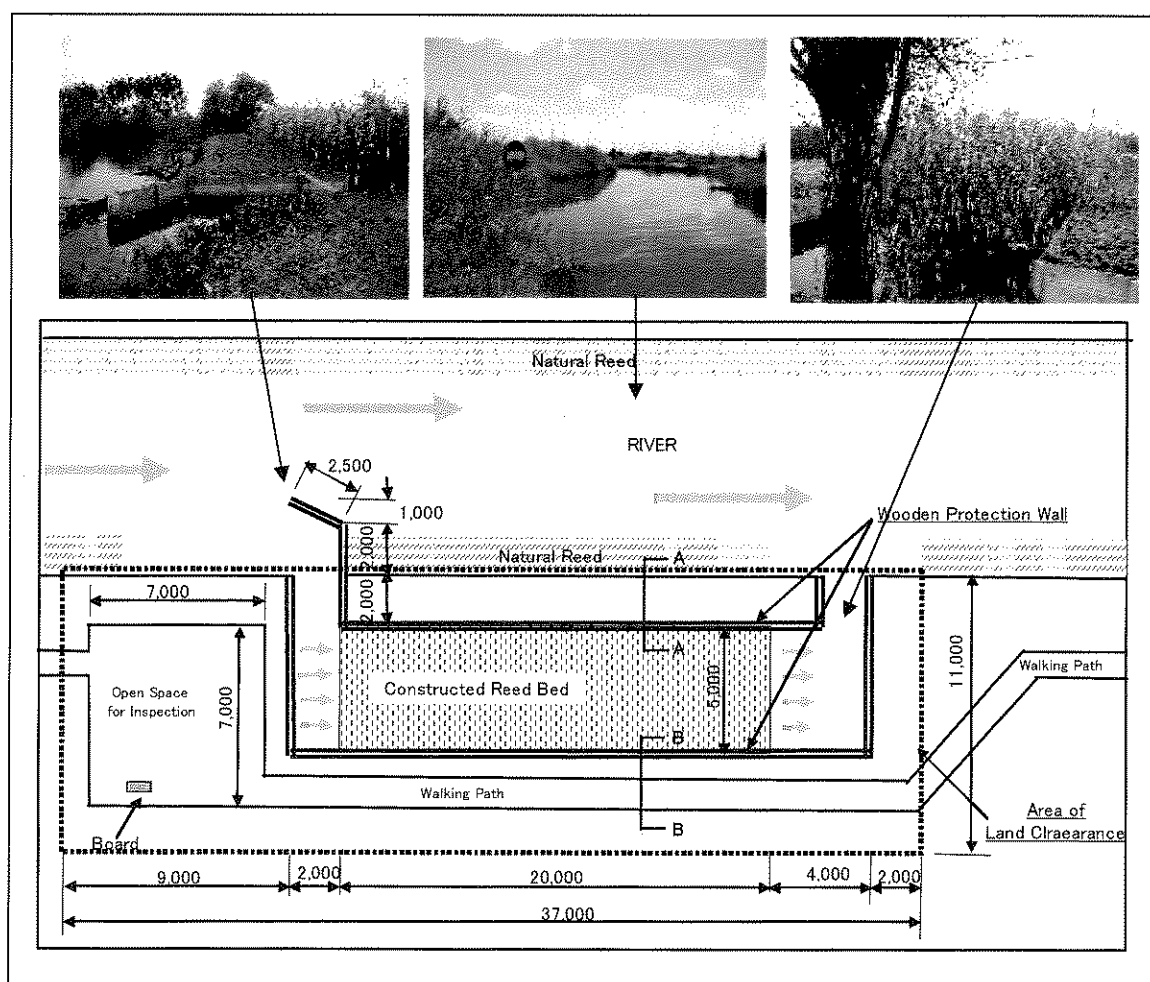 Natural Reed
RIVER
2,500
1,000
Wooden Protection Wall
2,000
Natural Reed
A
7,000
2,000
A
Walking Path
11,000
Open Space
for Inspection
7,000
Constructed Reed Bed
5,000
B
Walking Path
Board
B
Area of
Land Claearance
9,000
2,000
20,000
4,000
2,000
37,000